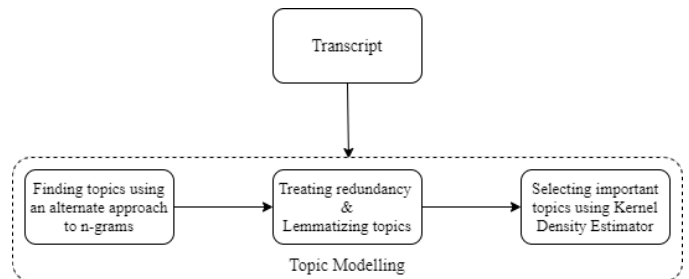 Transcript
Finding topics using
an alternate approach
to n-grams
Treating redundancy
&
Lemmatizing topics
Selecting important
topics using Kernel
Density Estimator
Topic Modelling